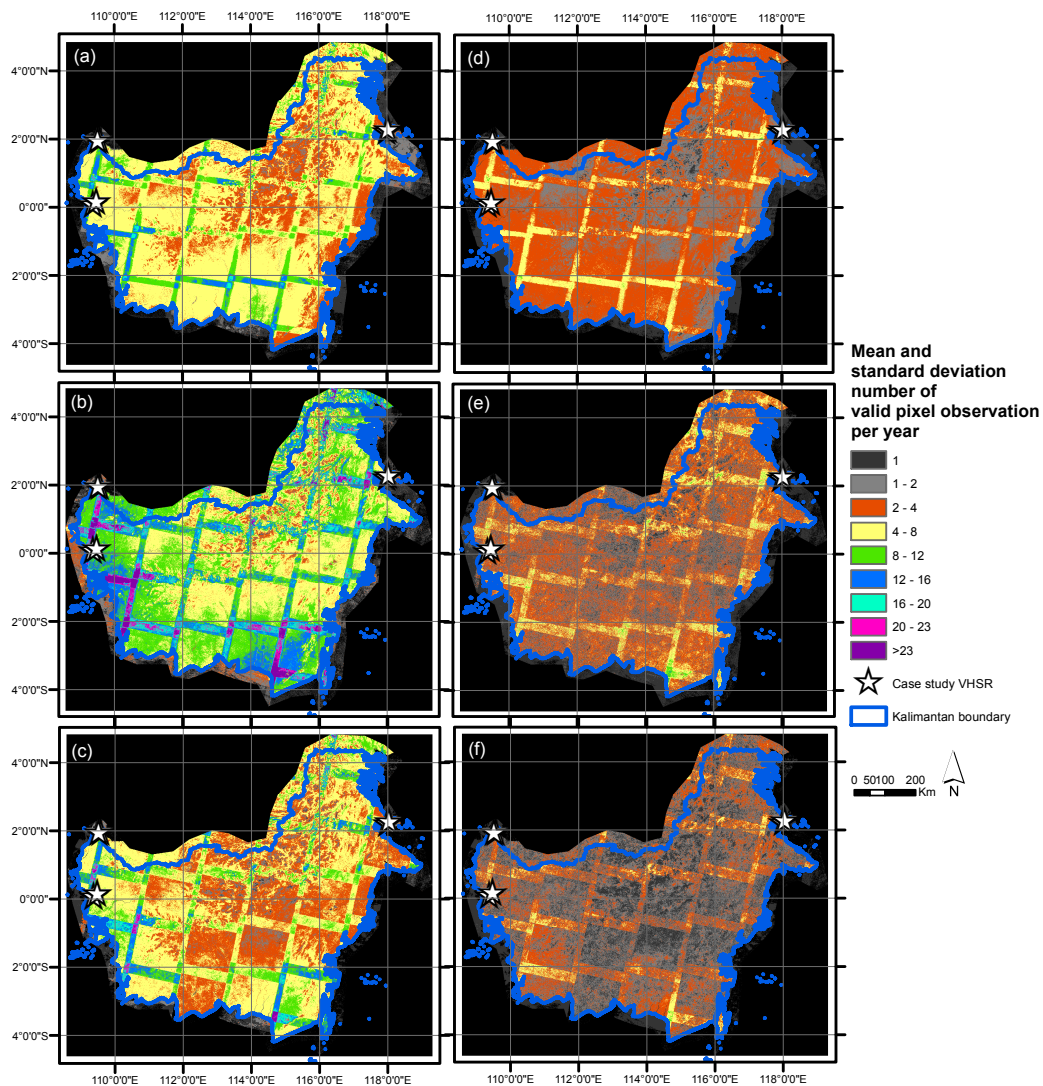 110°0'0"E 112°0'0"E 114°0'0"E 116°0'0"E 118°0'0"E
110°0'0"E 112°0'0"E 114°0'0"E 116°0'0"E 118°0'0"E
(a)
(d)
4°0'0"N
2°0'0"N
0°0'0"
2°0'0"S
4°0'0"S
(b)
(e)
4°0'0"N
2°0'0"N
0°0'0"
2°0'0"S
4°0'0"S
(c)
(f)
4°0'0"N
2°0'0"N
0°0'0"
2°0'0"S
4°0'0"S
110°0'0"E 112°0'0"E 114°0'0"E 116°0'0"E 118°0'0"E
110°0'0"E 112°0'0"E 114°0'0"E 116°0'0"E 118°0'0"E
Mean and
standard deviation
number of
valid pixel observation
per year
1
1 - 2
2 - 4
4 - 8
8 - 12
12 - 16
16 - 20
20 - 23
>23
Case study VHSR
Kalimantan boundary
0 50100 200
Km
N